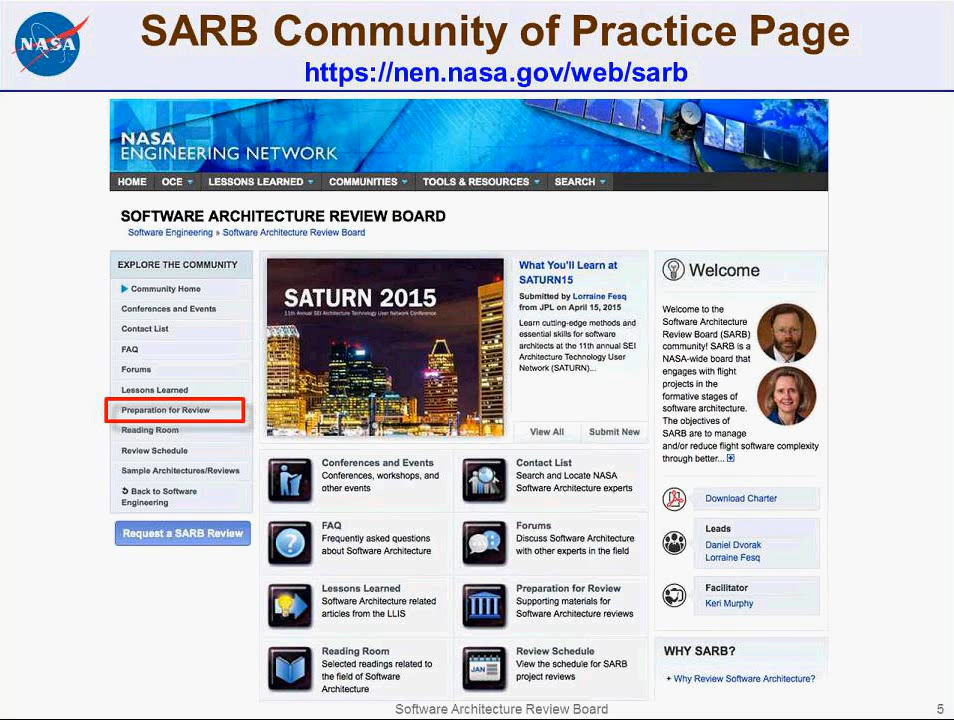 NASA
SARB Community of Practice Page
https://nen.nasa.gov/web/sarb
NASA
ENGINEERING NETWORK
HOME OCE LESSONS LEARNED COMMUNITIES TOOLS & RESOURCES SEARCH
SOFTWARE ARCHITECTURE REVIEW BOARD
Software Engineering » Software Architecture Review Board
EXPLORE THE COMMUNITY
Community Home
Conferences and Events
Contact List
FAQ
Forums
Lessons Learned
Preparation for Review
Reading Room
Review Schedule
Sample Architectures/Reviews
Back to Software
Engineering
Request a SARB Review
SATURN 2015
11th Annual SEI Architecture Technology User Network Conference
What You'll Learn at
SATURN15
Submitted by Lorraine Fesq
from JPL on April 15, 2015
Learn cutting-edge methods and
essential skills for software
architects at the 11th annual SEI
Architecture Technology User
Network (SATURN)...
View All Submit New
Conferences and Events
Conferences, workshops, and
other events
Contact List
Search and Locate NASA
Software Architecture experts
FAQ
Frequently asked questions
about Software Architecture
Forums
Discuss Software Architecture
with other experts in the field
Lessons Learned
Software Architecture related
articles from the LLIS
Preparation for Review
Supporting materials for
Software Architecture reviews
Reading Room
Selected readings related to
the field of Software
Architecture
JAN
Review Schedule
View the schedule for SARB
project reviews
Welcome
Welcome to the
Software Architecture
Review Board (SARB)
community! SARB is a
NASA-wide board that
engages with flight
projects in the
formative stages of
software architecture.
The objectives of
SARB are to manage
and/or reduce flight software complexity
through better...
Download Charter
Leads
Daniel Dvorak
Lorraine Fesq
Facilitator
Keri Murphy
WHY SARB?
+ Why Review Software Architecture?
Software Architecture Review Board
5